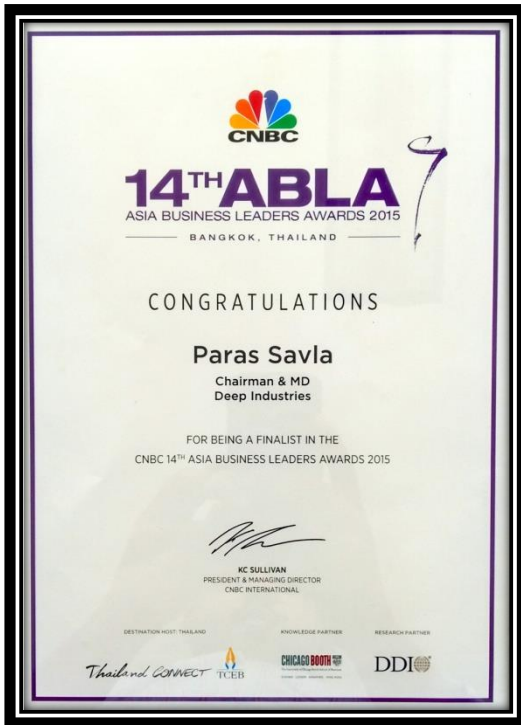 CNBC
14TH ABLA
ASIA BUSINESS LEADERS AWARDS 2015
BANGKOK, THAILAND
CONGRATULATIONS
Paras Savla
Chairman & MD
Deep Industries
FOR BEING A FINALIST IN THE
CNBC 14TH ASIA BUSINESS LEADERS AWARDS 2015
KC SULLIVAN
PRESIDENT & MANAGING DIRECTOR
CNBC INTERNATIONAL
DESTINATION HOST: THAILAND
KNOWLEDGE PARTNER
RESEARCH PARTNER
Thailand CONNECT
TCEB
CHICAGO BOOTH
DDI